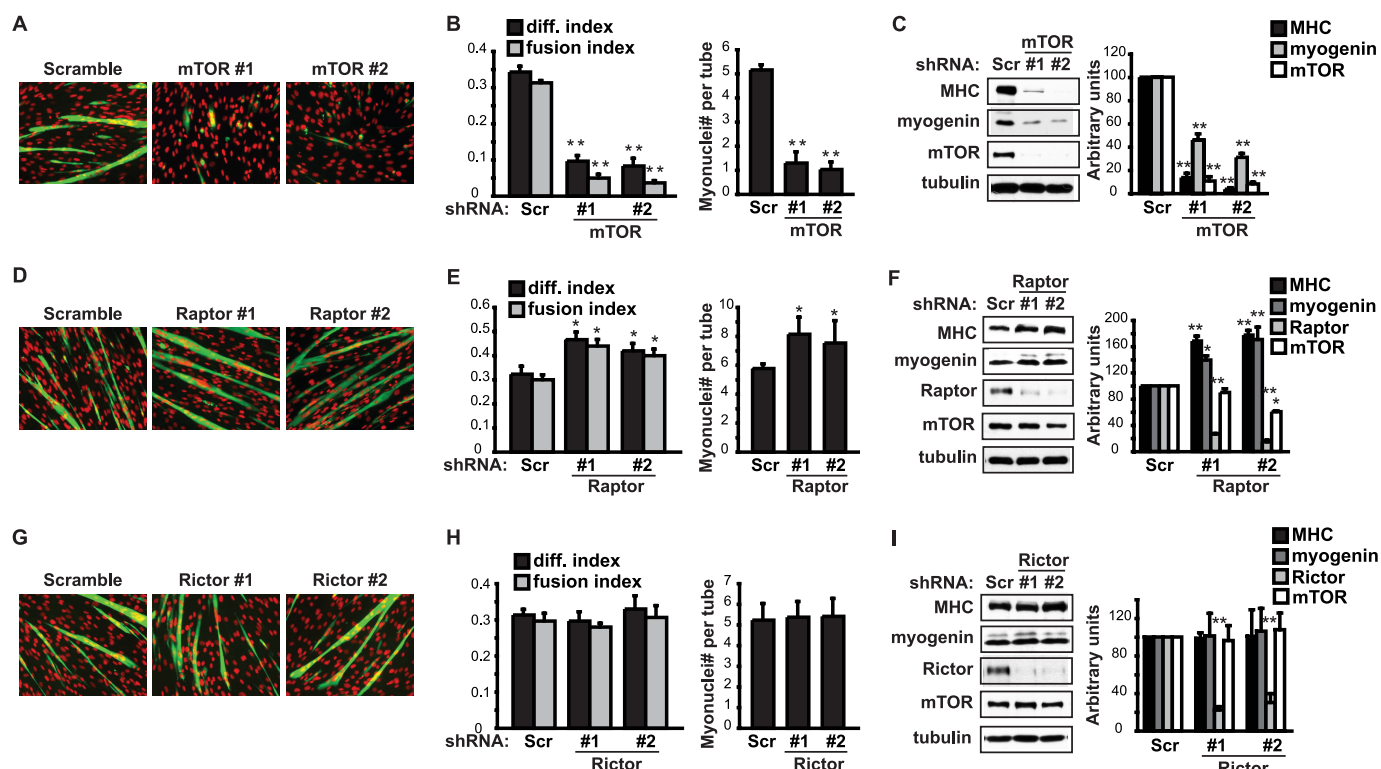 A
Scramble mTOR #1 mTOR #2
B
diff. index
fusion index
0.4
0.3
0.2
0.1
0
** ** ** **
shRNA: Scr #1 #2
mTOR
Myonuclei# per tube
6
5
4
3
2
1
0
** **
Scr #1 #2
mTOR
C
mTOR
shRNA: Scr #1 #2
MHC
myogenin
mTOR
tubulin
MHC
myogenin
mTOR
Arbitrary units
120
100
80
60
40
20
0
** ** ** ** ** **
Scr #1 #2
mTOR
D
Scramble Raptor #1 Raptor #2
E
diff. index
fusion index
0.6
0.5
0.4
0.3
0.2
0.1
0
* * * *
shRNA: Scr #1 #2
Raptor
Myonuclei# per tube
10
8
6
4
2
0
* *
Scr #1 #2
Raptor
F
Raptor
shRNA: Scr #1 #2
MHC
myogenin
Raptor
mTOR
tubulin
MHC
myogenin
Raptor
mTOR
Arbitrary units
200
160
120
80
40
0
** * ** ** ** ** *
Scr #1 #2
Raptor
G
Scramble Rictor #1 Rictor #2
H
diff. index
fusion index
0.4
0.3
0.2
0.3
0
shRNA: Scr #1 #2
Rictor
Myonuclei# per tube
7
6
5
4
3
2
1
0
Scr #1 #2
Rictor
I
Rictor
shRNA: Scr #1 #2
MHC
myogenin
Rictor
mTOR
tubulin
MHC
myogenin
Rictor
mTOR
Arbitrary units
120
80
40
0
** **
Scr #1 #2
Rictor